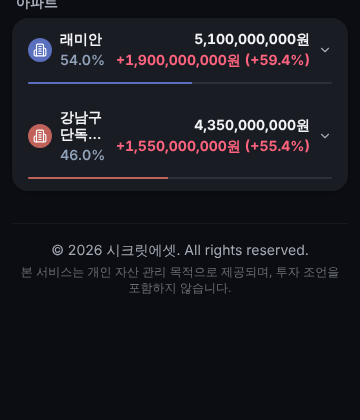 아파트
래미안
5,100,000,000원
54.0%
+1,900,000,000원 (+59.4%)
강남구
단독...
4,350,000,000원
46.0%
+1,550,000,000원 (+55.4%)
© 2026 시크릿에셋. All rights reserved.
본 서비스는 개인 자산 관리 목적으로 제공되며, 투자 조언을
포함하지 않습니다.